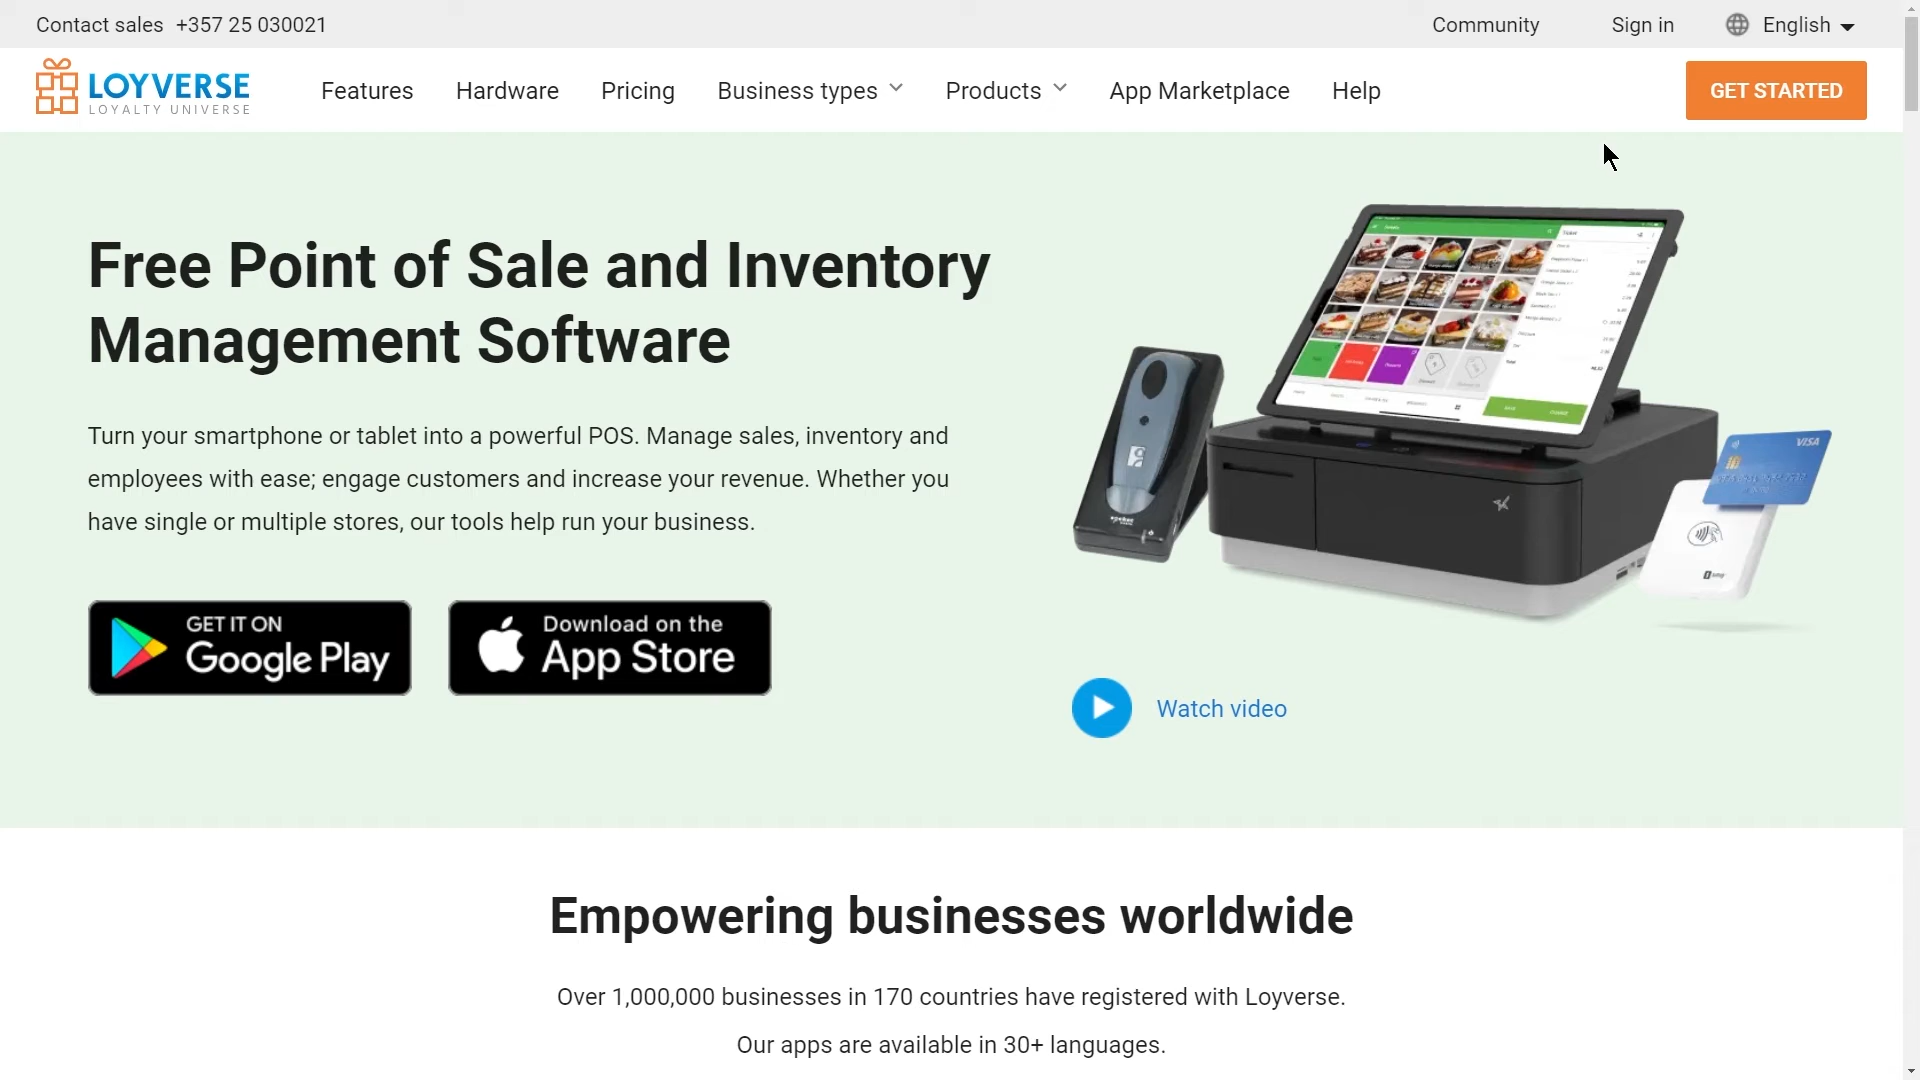 Contact sales +357 25 030021
Community
Sign in
English
LOYVERSE
LOYALTY UNIVERSE
Features
Hardware
Pricing
Business types
Products
App Marketplace
Help
GET STARTED
Free Point of Sale and Inventory
Management Software
Turn your smartphone or tablet into a powerful POS. Manage sales, inventory and
employees with ease; engage customers and increase your revenue. Whether you
have single or multiple stores, our tools help run your business.
GET IT ON
Google Play
Download on the
App Store
VISA
Watch video
Empowering businesses worldwide
Over 1,000,000 businesses in 170 countries have registered with Loyverse.
Our apps are available in 30+ languages.